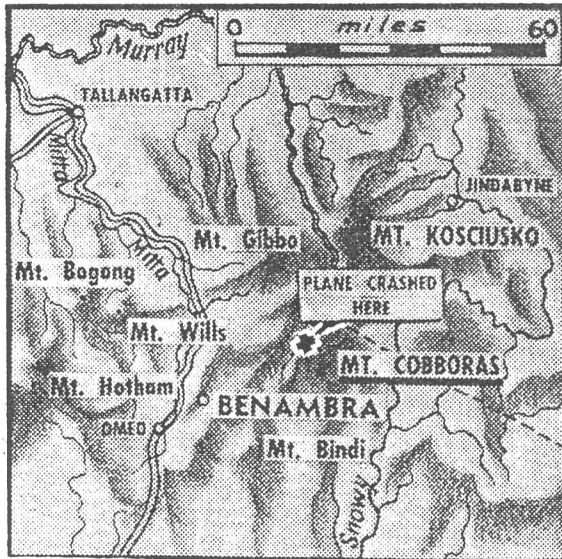 0 miles 60
Murray
TALLANGATTA
Mitta
Mitta
JINDABYNE
Mt. Gibbo
MT. KOSCIUSKO
Mt. Bogong
PLANE CRASHED
HERE
Mt. Wills
MT. COBBORAS
Mt. Hotham
BENAMBRA
OMEO
Mt. Bindi
Snowy